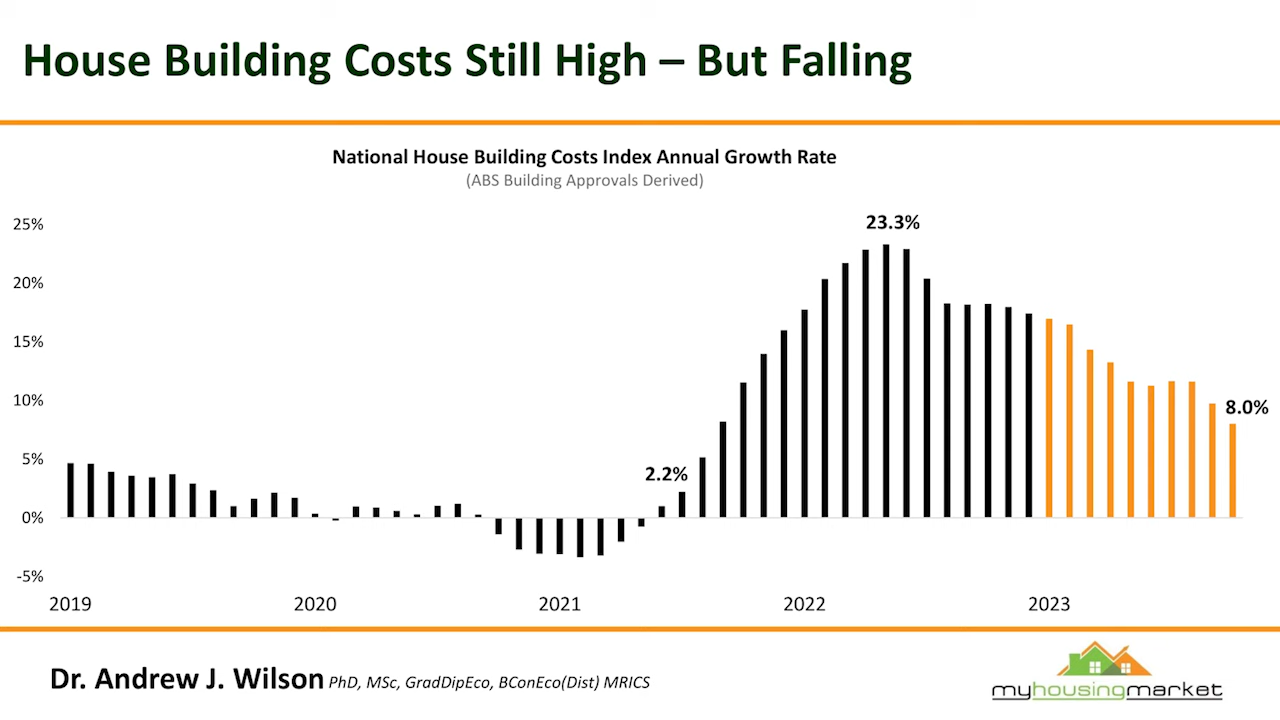 House Building Costs Still High – But Falling
National House Building Costs Index Annual Growth Rate
(ABS Building Approvals Derived)
25%
20%
15%
10%
5%
0%
-5%
2.2%
23.3%
8.0%
2019 2020 2021 2022 2023
Dr. Andrew J. Wilson PhD, MSc, GradDipEco, BConEco(Dist) MRICS
myhousingmarket